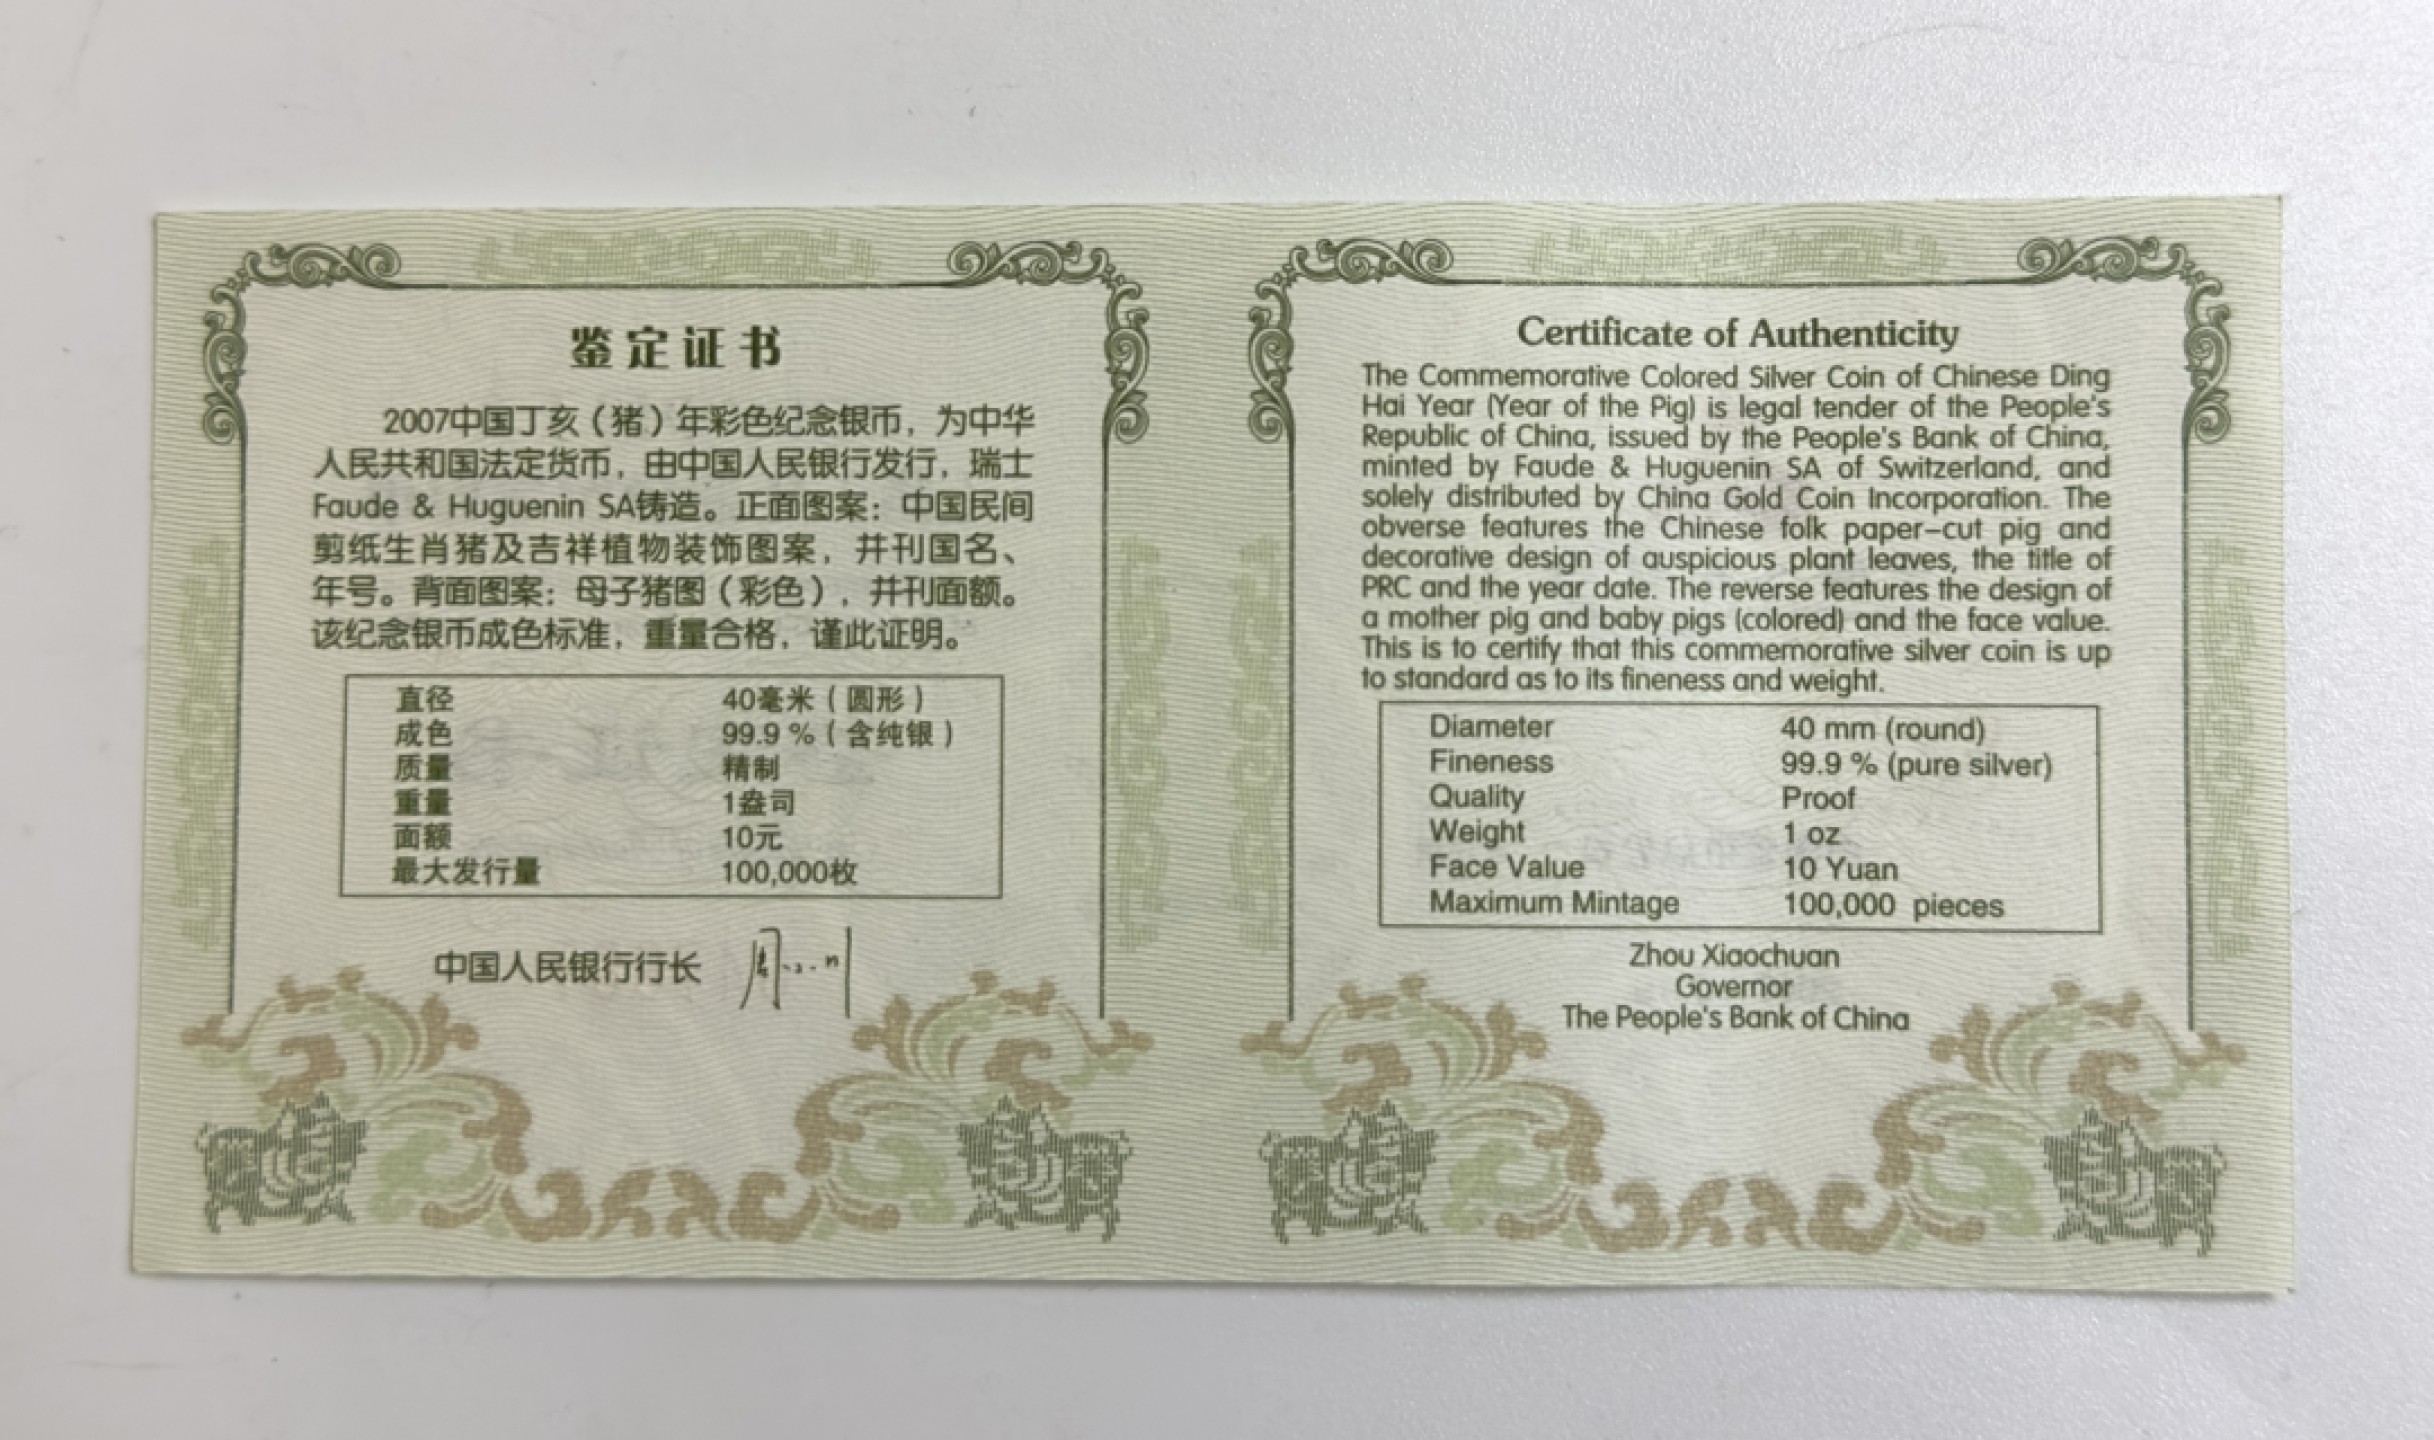 鉴定证书
2007中国丁亥（猪）年彩色纪念银币，为中华
人民共和国法定货币，由中国人民银行发行，瑞士
Faude & Huguenin SA铸造。正面图案：中国民间
剪纸生肖猪及吉祥植物装饰图案，并刊国名、
年号。背面图案：母子猪图（彩色），并刊面额。
该纪念银币成色标准，重量合格，谨此证明。
直径 40毫米（圆形）
成色 99.9 %（含纯银）
质量 精制
重量 1盎司
面额 10元
最大发行量 100,000枚
中国人民银行行长 周小川
Certificate of Authenticity
The Commemorative Colored Silver Coin of Chinese Ding
Hai Year (Year of the Pig) is legal tender of the People's
Republic of China, issued by the People's Bank of China,
minted by Faude & Huguenin SA of Switzerland, and
solely distributed by China Gold Coin Incorporation. The
obverse features the Chinese folk paper-cut pig and
decorative design of auspicious plant leaves, the title of
PRC and the year date. The reverse features the design of
a mother pig and baby pigs (colored) and the face value.
This is to certify that this commemorative silver coin is up
to standard as to its fineness and weight.
Diameter 40 mm (round)
Fineness 99.9 % (pure silver)
Quality Proof
Weight 1 oz
Face Value 10 Yuan
Maximum Mintage 100,000 pieces
Zhou Xiaochuan
Governor
The People's Bank of China